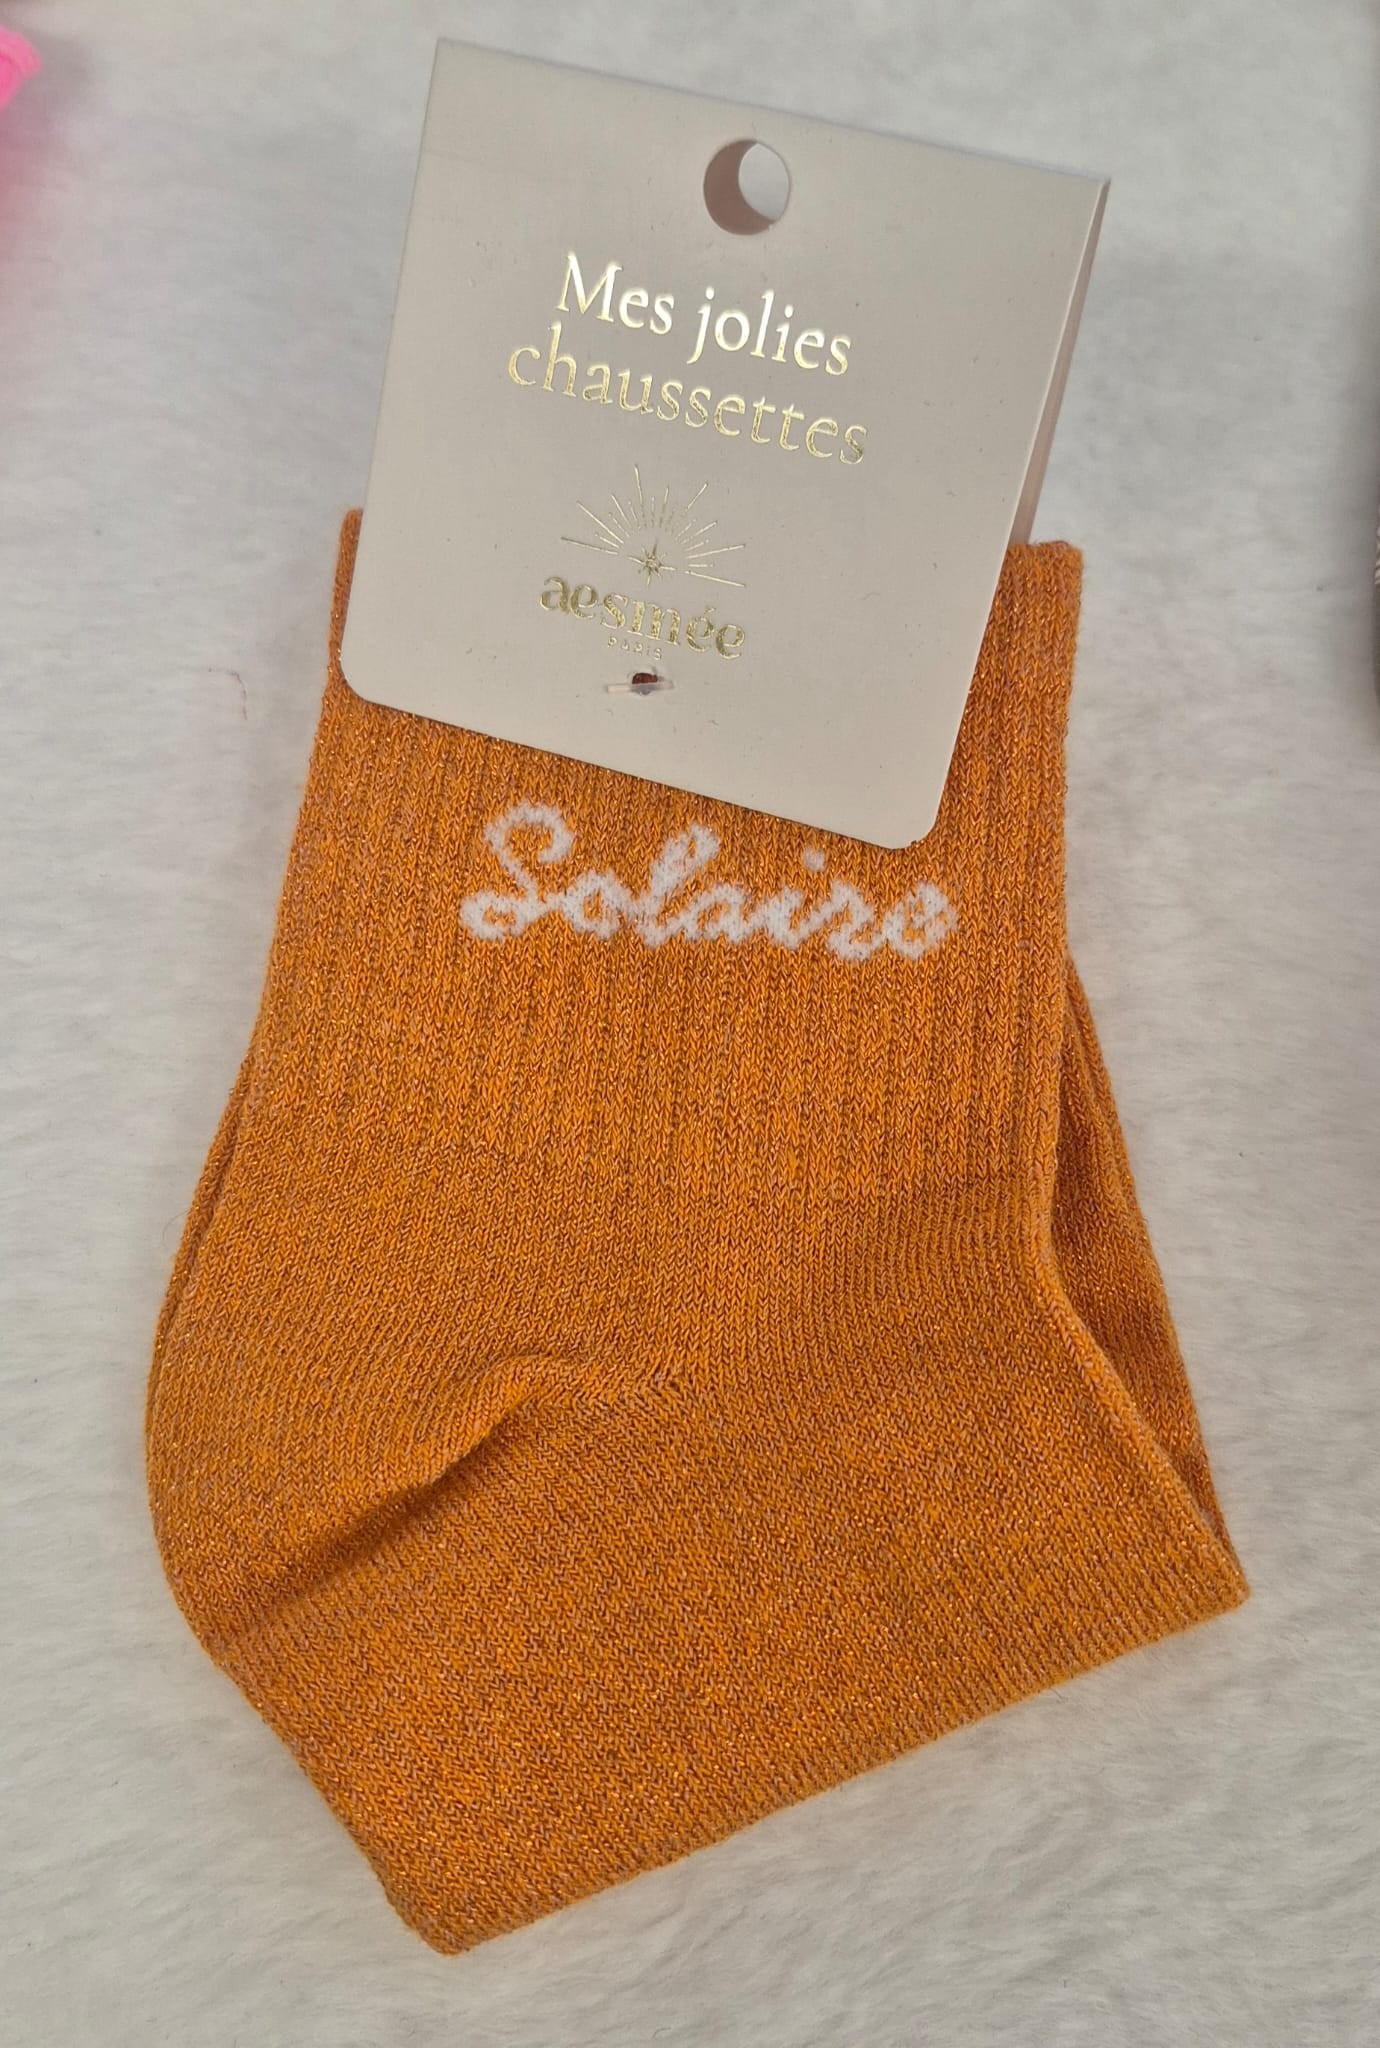 Mes jolies
chaussettes
aesmée
PARIS
Solaire